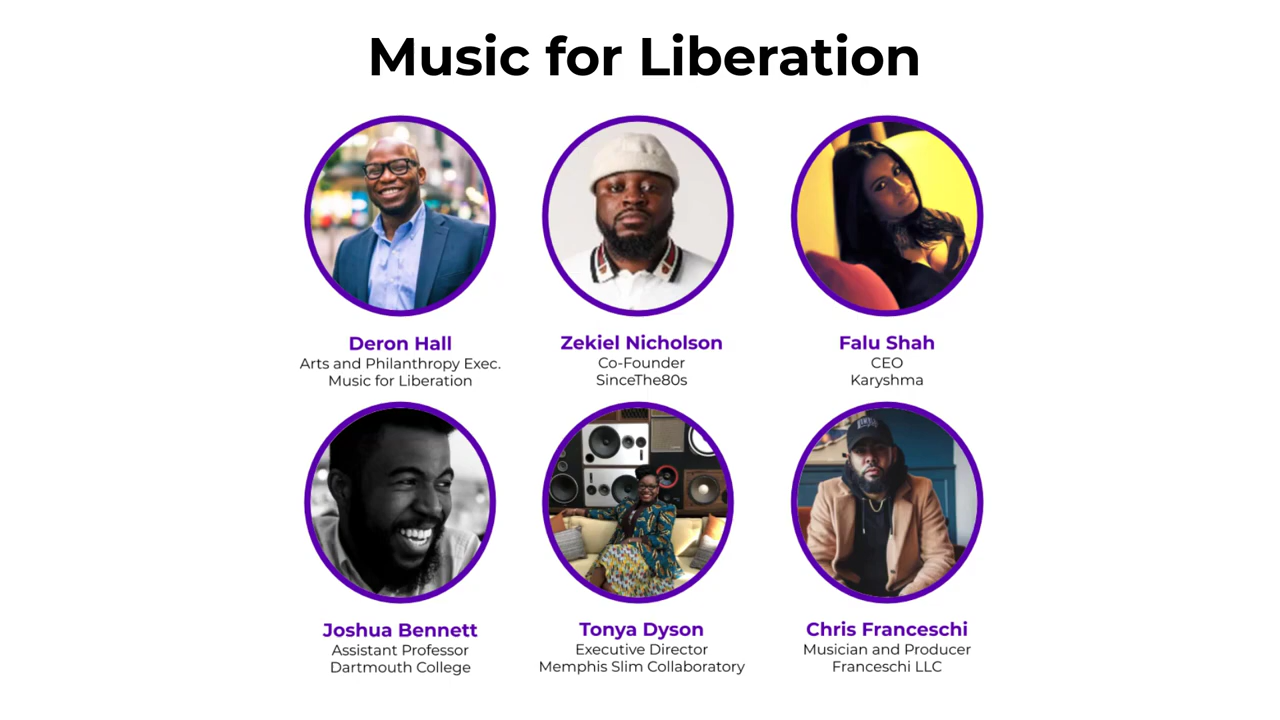 Music for Liberation
Deron Hall
Arts and Philanthropy Exec.
Music for Liberation
Zekiel Nicholson
Co-Founder
SinceThe80s
Falu Shah
CEO
Karyshma
Joshua Bennett
Assistant Professor
Dartmouth College
Tonya Dyson
Executive Director
Memphis Slim Collaboratory
Chris Franceschi
Musician and Producer
Franceschi LLC